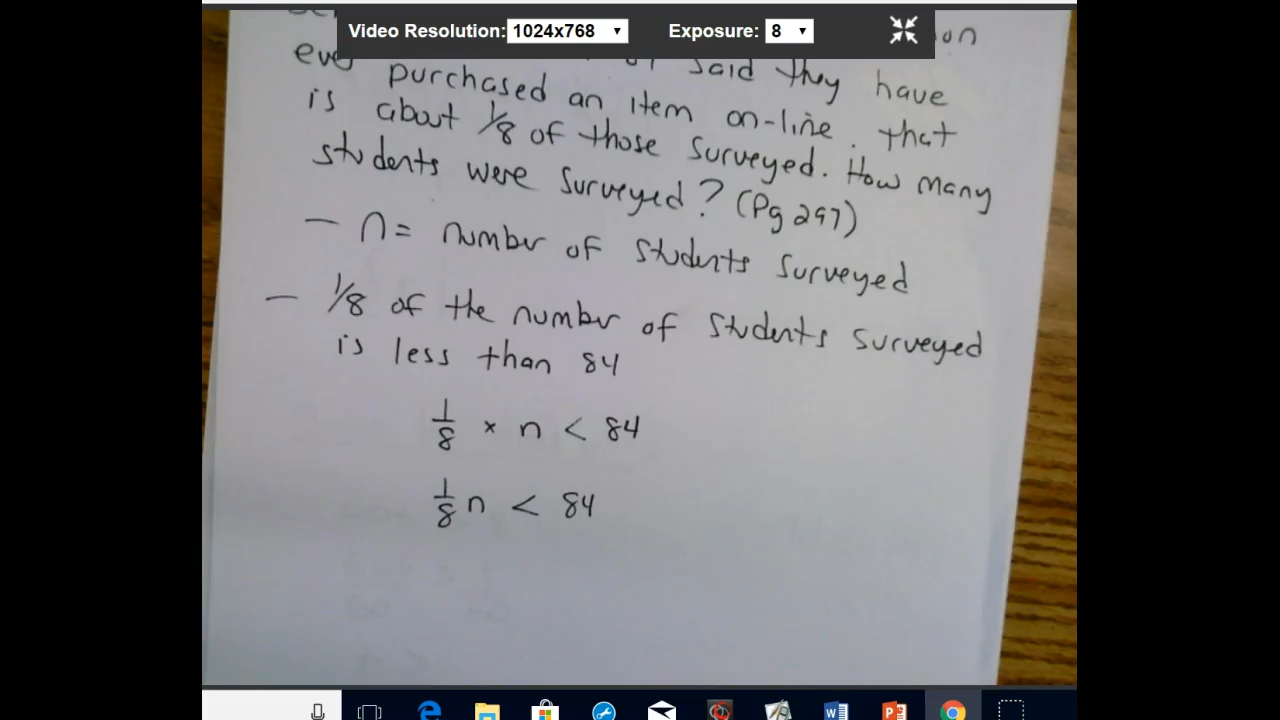 Video Resolution: 1024x768 Exposure: 8
on
said they have
purchased an item on-line. that
is about 1/8 of those surveyed. How many
students were surveyed? (Pg 297)
- n = number of students surveyed
- 1/8 of the number of students surveyed
is less than 84
1/8 × n < 84
1/8 n < 84